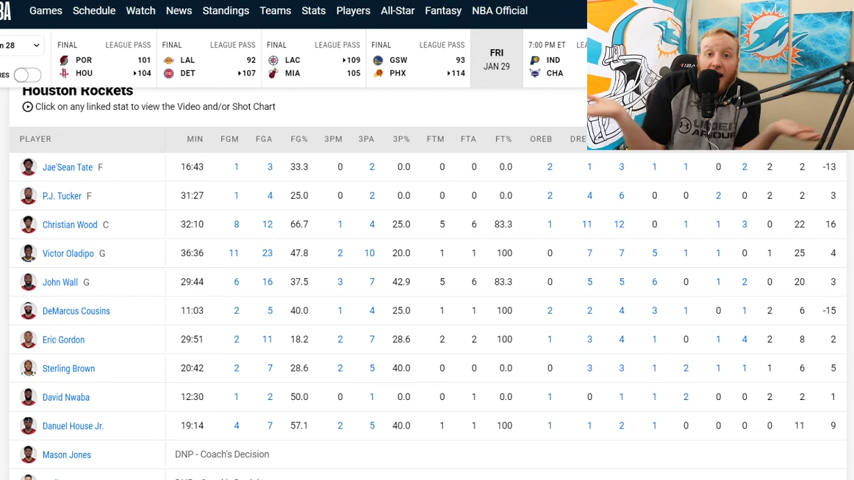 BA Games Schedule Watch News Standings Teams Stats Players All-Star Fantasy NBA Official
n 28 FINAL LEAGUE PASS FINAL LEAGUE PASS FINAL LEAGUE PASS FINAL LEAGUE PASS FRI 7:00 PM ET LEA
POR 101 LAL 92 LAC 109 GSW 93 JAN 29 IND
RES HOU 104 DET 107 MIA 105 PHX 114 CHA
Houston Rockets
Click on any linked stat to view the Video and/or Shot Chart
PLAYER MIN FGM FGA FG% 3PM 3PA 3P% FTM FTA FT% OREB DRE
Jae'Sean Tate F 16:43 1 3 33.3 0 2 0.0 0 0 0.0 2 1 3 1 1 0 2 2 2 -13
P.J. Tucker F 31:27 1 4 25.0 0 2 0.0 0 0 0.0 2 4 6 0 0 2 0 2 2 3
Christian Wood C 32:10 8 12 66.7 1 4 25.0 5 6 83.3 1 11 12 0 1 1 3 0 22 16
Victor Oladipo G 36:36 11 23 47.8 2 10 20.0 1 1 100 0 7 7 5 1 1 0 1 25 4
John Wall G 29:44 6 16 37.5 3 7 42.9 5 6 83.3 0 5 5 6 0 1 2 0 20 3
DeMarcus Cousins 11:03 2 5 40.0 1 4 25.0 1 1 100 2 2 4 3 1 0 1 2 6 -15
Eric Gordon 29:51 2 11 18.2 2 7 28.6 2 2 100 1 3 4 1 0 1 4 2 8 2
Sterling Brown 20:42 2 7 28.6 2 5 40.0 0 0 0.0 0 3 3 1 2 1 1 1 6 5
David Nwaba 12:30 1 2 50.0 0 1 0.0 0 1 0.0 1 0 1 1 2 0 0 2 2 1
Danuel House Jr. 19:14 4 7 57.1 2 5 40.0 1 1 100 0 1 1 2 1 0 0 0 11 9
Mason Jones DNP - Coach's Decision
UNDER ARMOUR